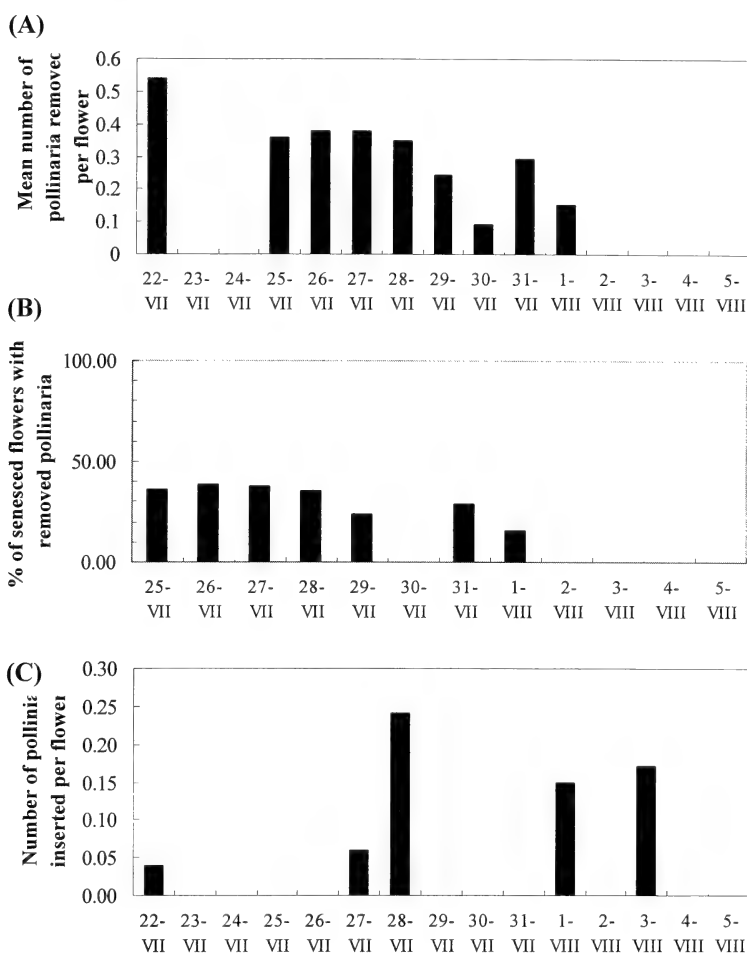 (A)
Mean number of
pollinaria removed
per flower
0.6
0.5
0.4
0.3
0.2
0.1
0
22- 23- 24- 25- 26- 27- 28- 29- 30- 31- 1- 2- 3- 4- 5-
VII VII VII VII VII VII VII VII VII VII VIII VIII VIII VIII VIII
(B)
% of senesced flowers with
removed pollinaria
100.00
50.00
0.00
25- 26- 27- 28- 29- 30- 31- 1- 2- 3- 4- 5-
VII VII VII VII VII VII VII VIII VIII VIII VIII VIII
(C)
Number of pollinia
inserted per flower
0.30
0.25
0.20
0.15
0.10
0.05
0.00
22- 23- 24- 25- 26- 27- 28- 29- 30- 31- 1- 2- 3- 4- 5-
VII VII VII VII VII VII VII VII VII VII VIII VIII VIII VIII VIII